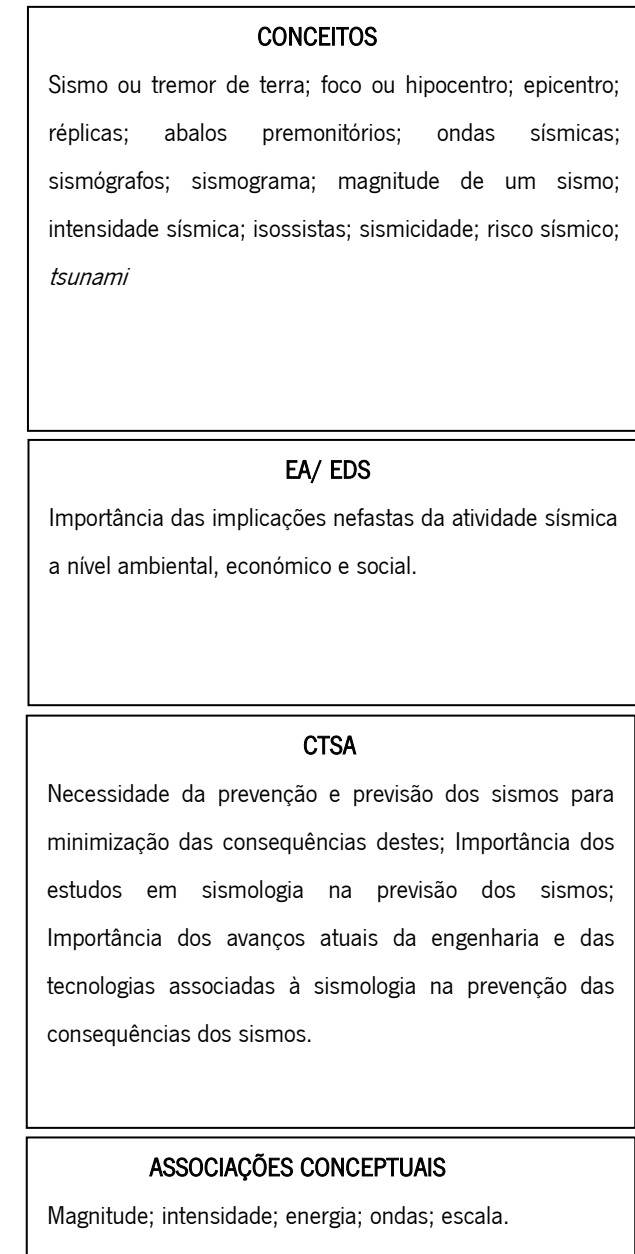 CONCEITOS
Sismo ou tremor de terra; foco ou hipocentro; epicentro;
réplicas; abalos premonitórios; ondas sísmicas;
sismógrafos; sismograma; magnitude de um sismo;
intensidade sísmica; isossistas; sismicidade; risco sísmico;
tsunami
EA/ EDS
Importância das implicações nefastas da atividade sísmica
a nível ambiental, económico e social.
CTSA
Necessidade da prevenção e previsão dos sismos para
minimização das consequências destes; Importância dos
estudos em sismologia na previsão dos sismos;
Importância dos avanços atuais da engenharia e das
tecnologias associadas à sismologia na prevenção das
consequências dos sismos.
ASSOCIAÇÕES CONCEPTUAIS
Magnitude; intensidade; energia; ondas; escala.